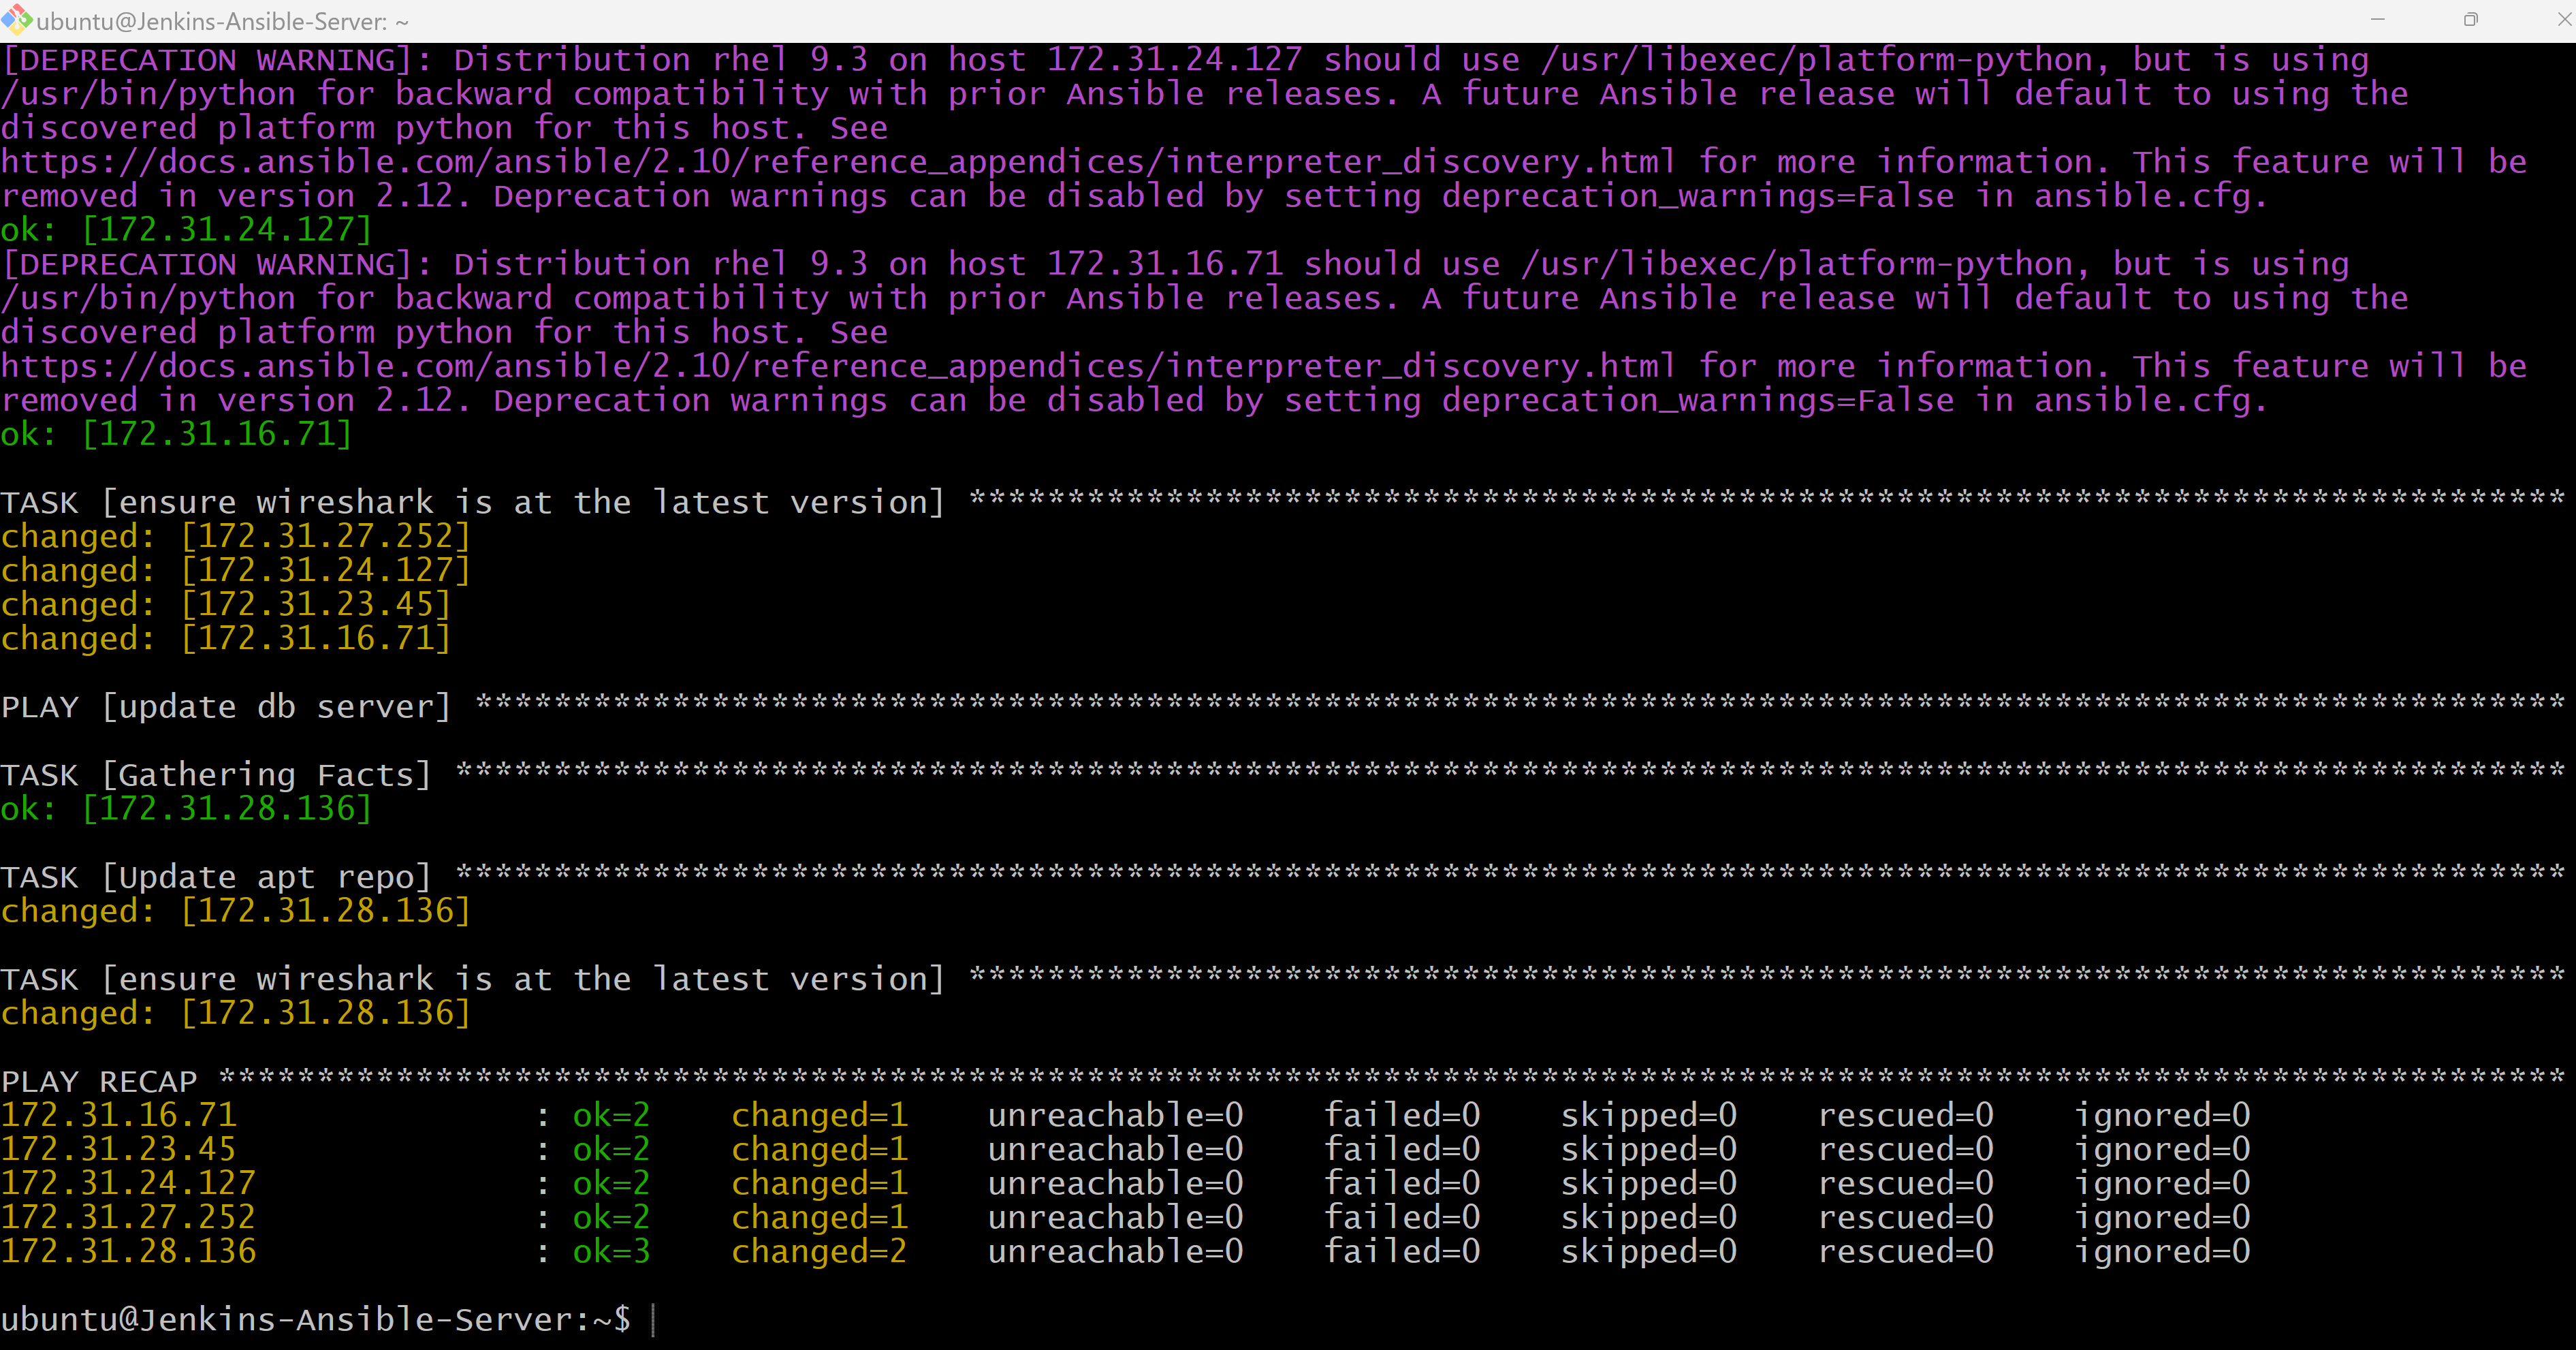 ubuntu@Jenkins-Ansible-Server: ~
[DEPRECATION WARNING]: Distribution rhel 9.3 on host 172.31.24.127 should use /usr/libexec/platform-python, but is using
/usr/bin/python for backward compatibility with prior Ansible releases. A future Ansible release will default to using the
discovered platform python for this host. See
https://docs.ansible.com/ansible/2.10/reference_appendices/interpreter_discovery.html for more information. This feature will be
removed in version 2.12. Deprecation warnings can be disabled by setting deprecation_warnings=False in ansible.cfg.
ok: [172.31.24.127]
[DEPRECATION WARNING]: Distribution rhel 9.3 on host 172.31.16.71 should use /usr/libexec/platform-python, but is using
/usr/bin/python for backward compatibility with prior Ansible releases. A future Ansible release will default to using the
discovered platform python for this host. See
https://docs.ansible.com/ansible/2.10/reference_appendices/interpreter_discovery.html for more information. This feature will be
removed in version 2.12. Deprecation warnings can be disabled by setting deprecation_warnings=False in ansible.cfg.
ok: [172.31.16.71]
TASK [ensure wireshark is at the latest version] *********************************************************************************
changed: [172.31.27.252]
changed: [172.31.24.127]
changed: [172.31.23.45]
changed: [172.31.16.71]
PLAY [update db server] **********************************************************************************************************
TASK [Gathering Facts] ***********************************************************************************************************
ok: [172.31.28.136]
TASK [Update apt repo] ***********************************************************************************************************
changed: [172.31.28.136]
TASK [ensure wireshark is at the latest version] *********************************************************************************
changed: [172.31.28.136]
PLAY RECAP ***********************************************************************************************************************
172.31.16.71               : ok=2    changed=1    unreachable=0    failed=0    skipped=0    rescued=0    ignored=0
172.31.23.45               : ok=2    changed=1    unreachable=0    failed=0    skipped=0    rescued=0    ignored=0
172.31.24.127              : ok=2    changed=1    unreachable=0    failed=0    skipped=0    rescued=0    ignored=0
172.31.27.252              : ok=2    changed=1    unreachable=0    failed=0    skipped=0    rescued=0    ignored=0
172.31.28.136              : ok=3    changed=2    unreachable=0    failed=0    skipped=0    rescued=0    ignored=0
ubuntu@Jenkins-Ansible-Server:~$